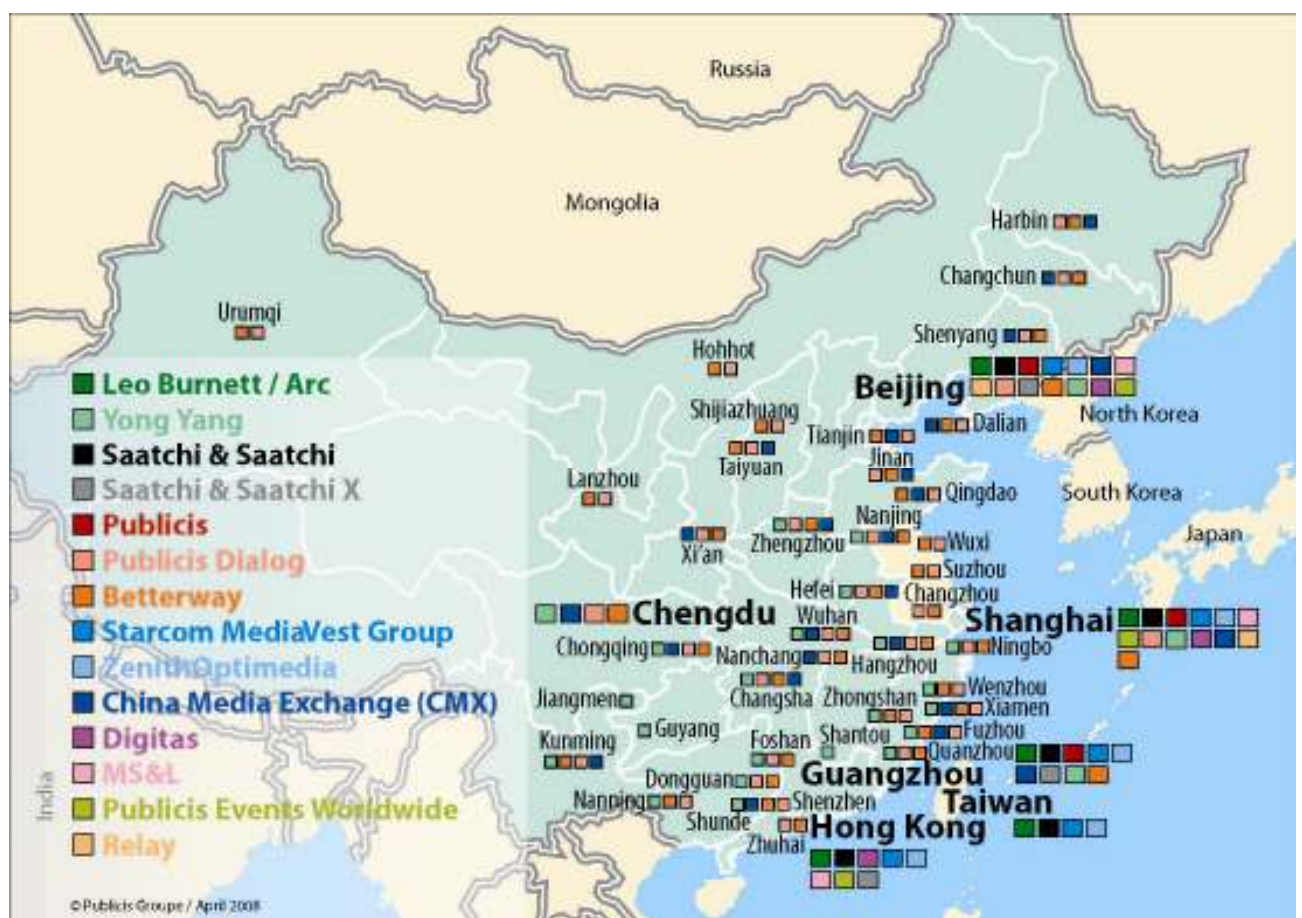 Russia
Mongolia
Harbin
Changchun
Urumqi
Shenyang
Hohhot
Beijing
Leo Burnett / Arc
Yong Yang
Saatchi & Saatchi
Saatchi & Saatchi X
Publicis
Publicis Dialog
Betterway
Starcom MediaVest Group
ZenithOptimedia
China Media Exchange (CMX)
Digitas
MS&L
Publicis Events Worldwide
Relay
North Korea
Shijiazhuang
Dalian
Tianjin
Taiyuan
Jinan
Lanzhou
Qingdao
South Korea
Nanjing
Zhengzhou
Xi'an
Wuxi
Japan
Suzhou
Hefei
Changzhou
Chengdu
Wuhan
Shanghai
Chongqing
Nanchang
Hangzhou
Ningbo
Changsha
Zhongshan
Wenzhou
Jiangmen
Xiamen
Guyang
Shantou
Fuzhou
Kunming
Foshan
Quanzhou
Guangzhou
Dongguan
Nanning
Shenzhen
Taiwan
Shunde
Hong Kong
Zhuhai
India
© Publicis Groupe / April 2008